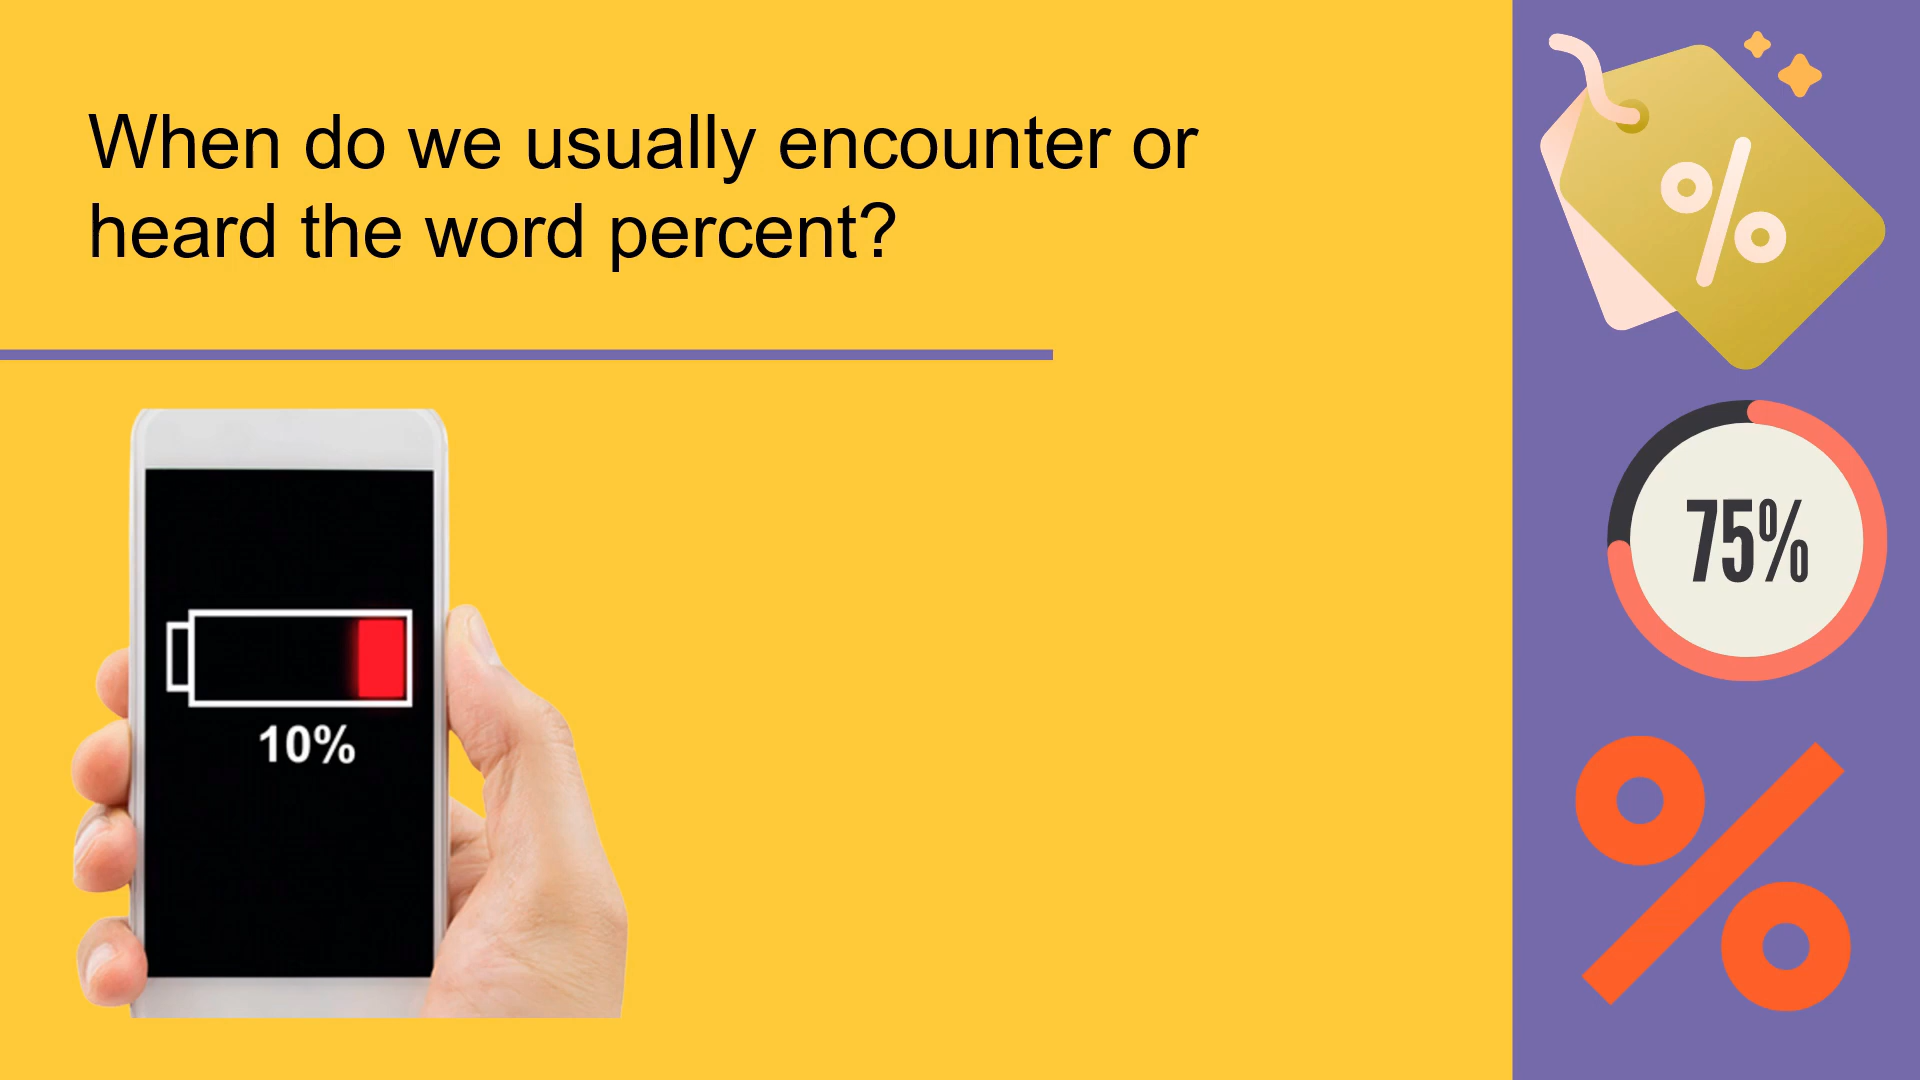 When do we usually encounter or
heard the word percent?
10%
%
75%
%